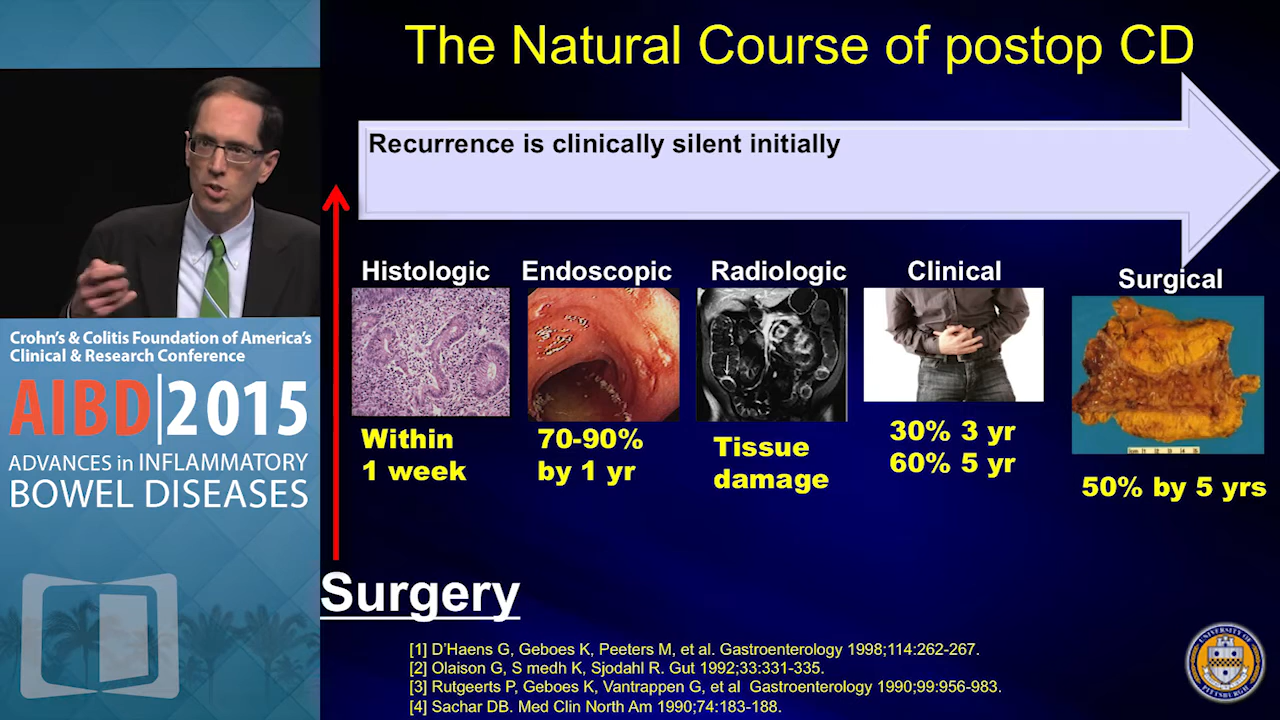 The Natural Course of postop CD
Recurrence is clinically silent initially
Histologic
Endoscopic
Radiologic
Clinical
Surgical
Within
1 week
70-90%
by 1 yr
Tissue
damage
30% 3 yr
60% 5 yr
50% by 5 yrs
Surgery
[1] D'Haens G, Geboes K, Peeters M, et al. Gastroenterology 1998;114:262-267.
[2] Olaison G, S medh K, Sjodahl R. Gut 1992;33:331-335.
[3] Rutgeerts P, Geboes K, Vantrappen G, et al Gastroenterology 1990;99:956-983.
[4] Sachar DB. Med Clin North Am 1990;74:183-188.
Crohn's & Colitis Foundation of America's
Clinical & Research Conference
AIBD|2015
ADVANCES in INFLAMMATORY
BOWEL DISEASES
UNIVERSITY OF
PITTSBURGH